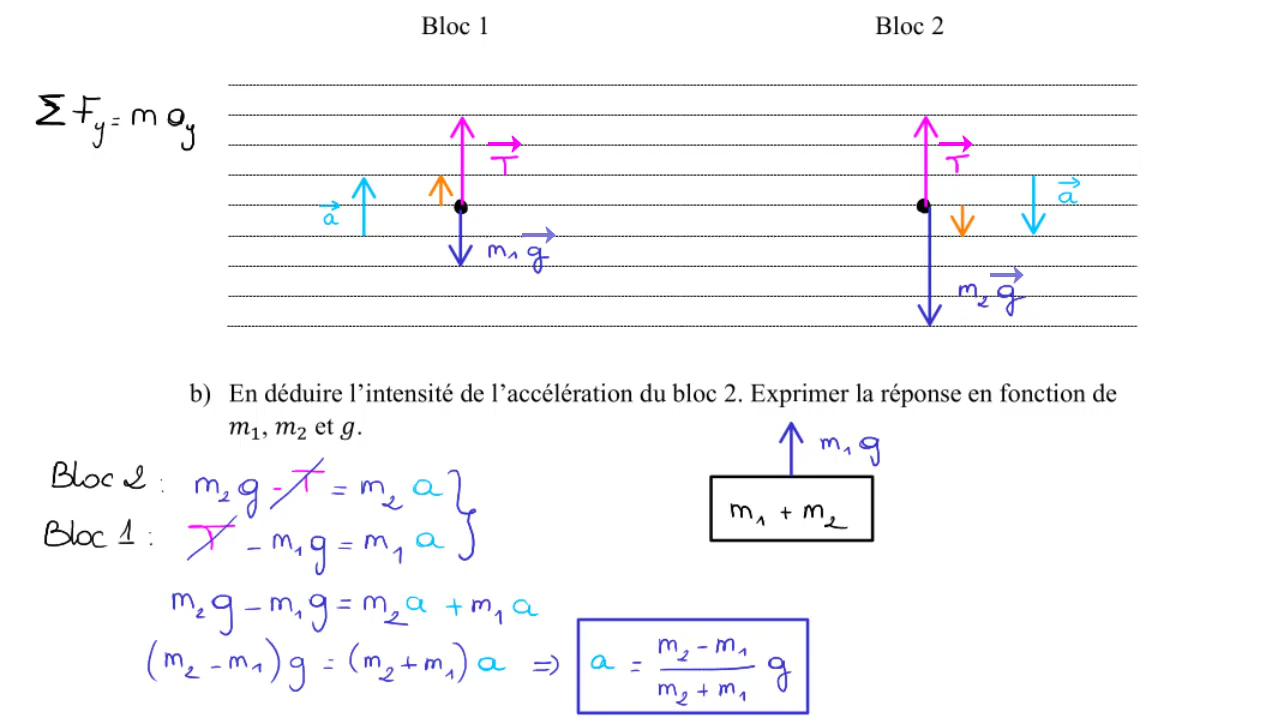 Bloc 1 Bloc 2
Σ Fy = m ay
T T
a a
m₁ g
m₂ g
b) En déduire l'intensité de l'accélération du bloc 2. Exprimer la réponse en fonction de
m₁, m₂ et g.
m₁ g
Bloc 2 : m₂ g - T = m₂ a
m₁ + m₂
Bloc 1 : T - m₁ g = m₁ a
m₂ g - m₁ g = m₂ a + m₁ a
(m₂ - m₁) g = (m₂ + m₁) a ⇒ a = (m₂ - m₁)/(m₂ + m₁) g